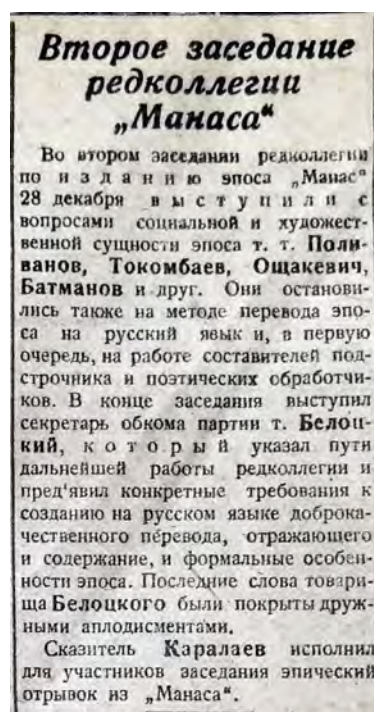 Второе заседание
редколлегии
„Манаса“
Во втором заседании редколлегии
по изданию эпоса „Манас“
28 декабря выступили с
вопросами социальной и художест-
венной сущности эпоса т. т. Поли-
ванов, Токомбаев, Ощакевич,
Батманов и друг. Они останови-
лись также на методе перевода эпо-
са на русский язык и, в первую
очередь, на работе составителей под-
строчника и поэтических обработчи-
ков. В конце заседания выступил
секретарь обкома партии т. Белоц-
кий, который указал пути
дальнейшей работы редколлегии и
пред'явил конкретные требования к
созданию на русском языке доброка-
чественного перевода, отражающего
и содержание, и формальные особен-
ности эпоса. Последние слова товари-
ща Белоцкого были покрыты друж-
ными аплодисментами.
Сказитель Каралаев исполнил
для участников заседания эпический
отрывок из „Манаса“.